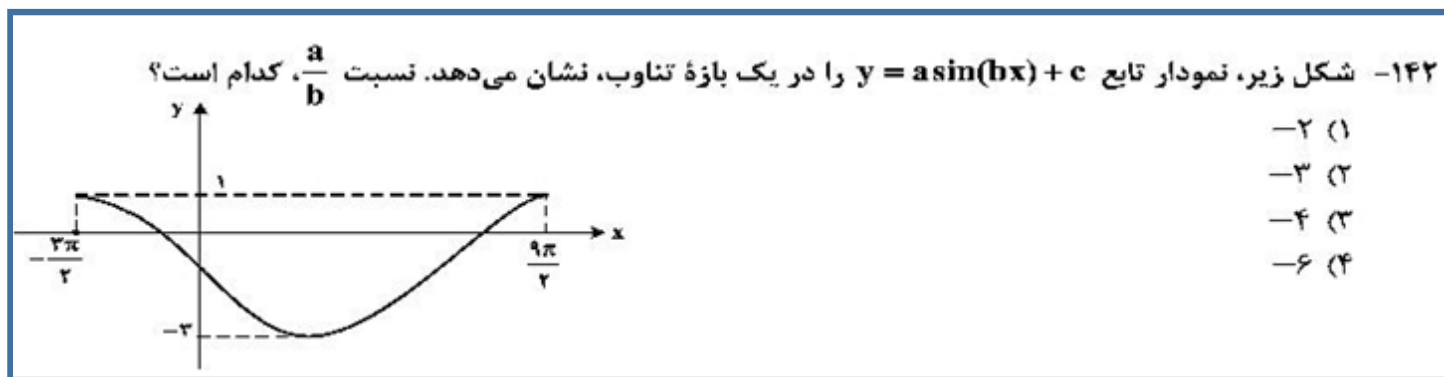 ۱۴۲- شکل زیر، نمودار تابع y = a sin(bx) + c را در یک بازهٔ تناوب، نشان می‌دهد. نسبت a/b، کدام است؟
۱) ‎−۲
۲) ‎−۳
۳) ‎−۴
۴) ‎−۶
y
۱
x
−۳π/۲
۹π/۲
−۳